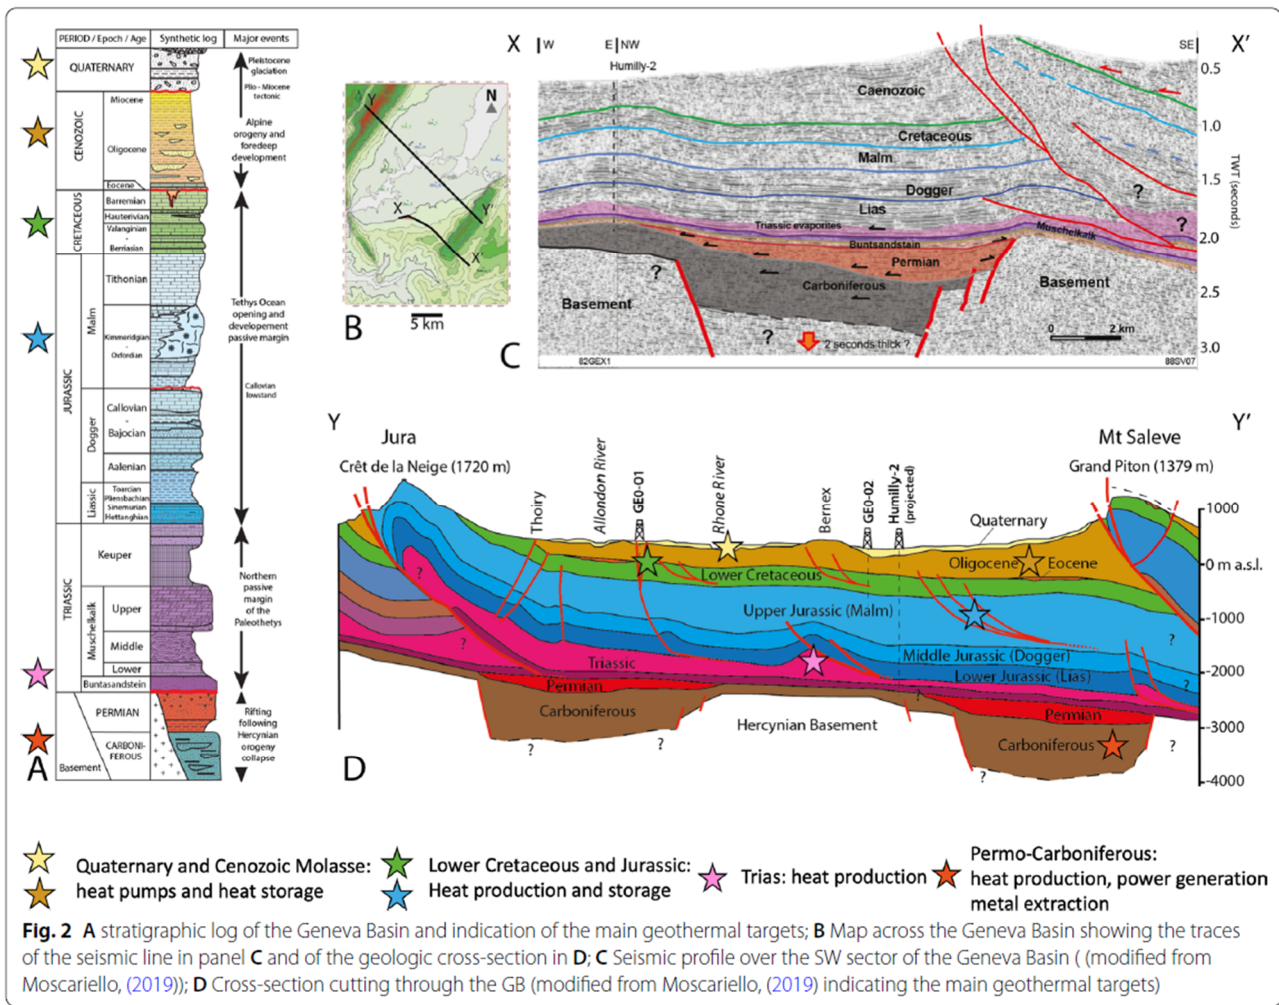 PERIOD / Epoch / Age
Synthetic log
Major events
QUATERNARY
Pleistocene
glaciation
Plio - Miocene
tectonic
CENOZOIC
Miocene
Oligocene
Eocene
Alpine
orogeny and
foredeep
development
CRETACEOUS
Barremian
Hauterivian
Valanginian
-
Berriasian
JURASSIC
Malm
Tithonian
Kimmeridgian
-
Oxfordian
Tethys Ocean
opening and
developement
passive margin
Callovian
lowstand
Dogger
Callovian
-
Bajocian
Aalenian
Liassic
Toarcian
Pliensbachian
Sinemurian
Hettanghian
TRIASSIC
Keuper
Muschelkalk
Upper
Middle
Lower
Buntasandstein
Northern
passive
margin
of the
Paleothetys
PERMIAN
CARBONI-
FEROUS
Basement
Rifting
following
Hercynian
orogeny
collapse
A
N
Y
X
Y'
X'
B
5 km
X
W
E
NW
Humilly-2
SE
X'
Caenozoic
Cretaceous
Malm
Dogger
Lias
Triassic evaporites
Muschelkalk
Buntsandstain
Permian
Carboniferous
Basement
?
?
2 seconds thick ?
Basement
?
?
0
2 km
82GEX1
88SV07
0.5
1.0
1.5
2.0
2.5
3.0
TWT (seconds)
C
Y
Y'
Jura
Crêt de la Neige (1720 m)
Thoiry
Allondon River
GE0-01
Rhone River
Bernex
GE0-02
Humilly-2
(projected)
Mt Saleve
Grand Piton (1379 m)
Quaternary
Oligocene
Eocene
Lower Cretaceous
Upper Jurassic (Malm)
Middle Jurassic (Dogger)
Lower Jurassic (Lias)
Triassic
Permian
Carboniferous
Hercynian Basement
Permian
Carboniferous
?
?
?
?
?
?
?
?
?
1000
0 m a.s.l.
-1000
-2000
-3000
-4000
D
Quaternary and Cenozoic Molasse:
heat pumps and heat storage
Lower Cretaceous and Jurassic:
Heat production and storage
Trias: heat production
Permo-Carboniferous:
heat production, power generation
metal extraction
Fig. 2 A stratigraphic log of the Geneva Basin and indication of the main geothermal targets; B Map across the Geneva Basin showing the traces
of the seismic line in panel C and of the geologic cross-section in D; C Seismic profile over the SW sector of the Geneva Basin ( (modified from
Moscariello, (2019)); D Cross-section cutting through the GB (modified from Moscariello, (2019) indicating the main geothermal targets)